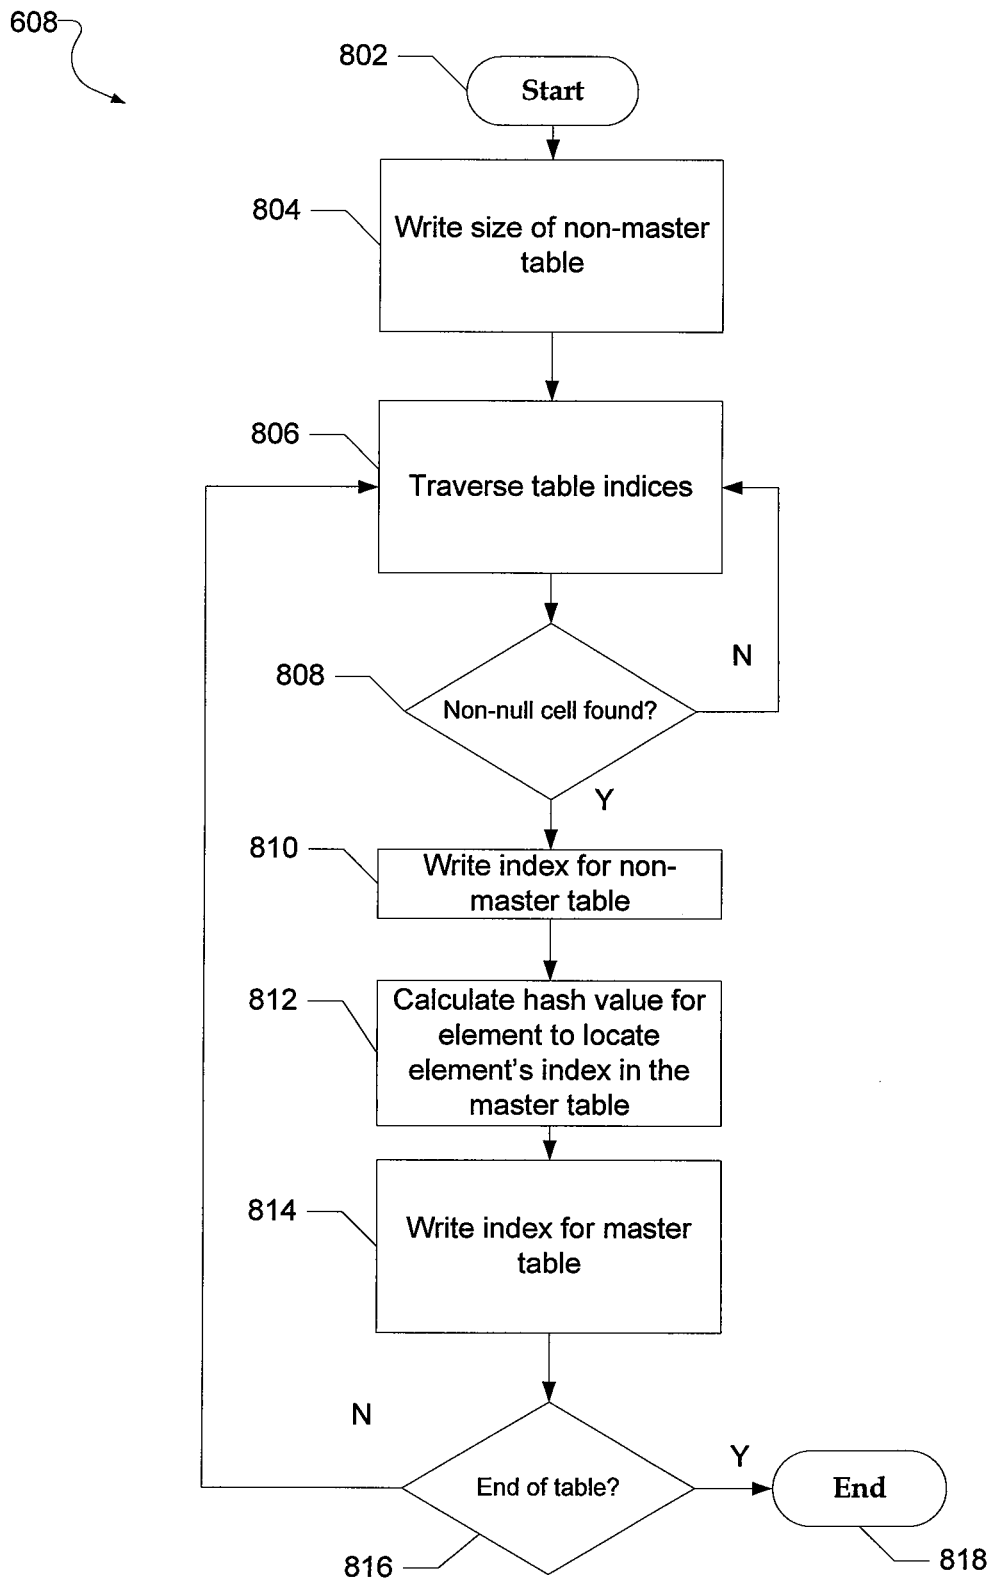 608
802
Start
804
Write size of non-master
table
806
Traverse table indices
N
808
Non-null cell found?
Y
810
Write index for non-
master table
812
Calculate hash value for
element to locate
element's index in the
master table
814
Write index for master
table
N
Y
End of table?
End
816
818